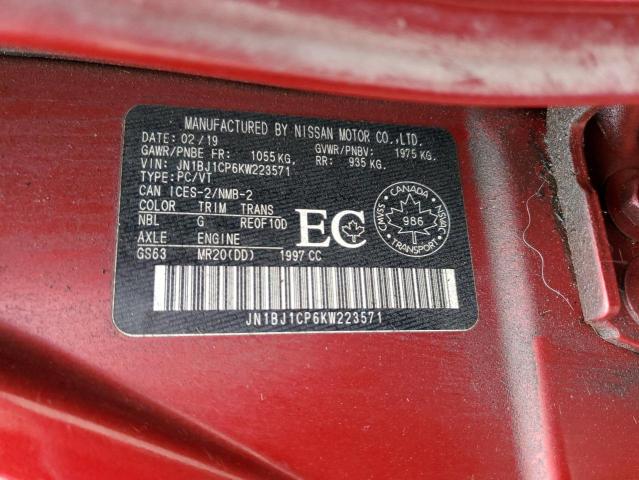 MANUFACTURED BY NISSAN MOTOR CO.,LTD.
DATE: 02/19
GAWR/PNBE FR: 1055 KG. GVWR/PNBV: 1975 KG.
RR: 935 KG.
VIN: JN1BJ1CP6KW223571
TYPE: PC/VT
CAN ICES-2/NMB-2
COLOR TRIM TRANS
NBL G RE0F10D
AXLE ENGINE
GS63 MR20(DD) 1997 CC
EC
CANADA
CMVSS NSVAC
986
TRANSPORT
JN1BJ1CP6KW223571